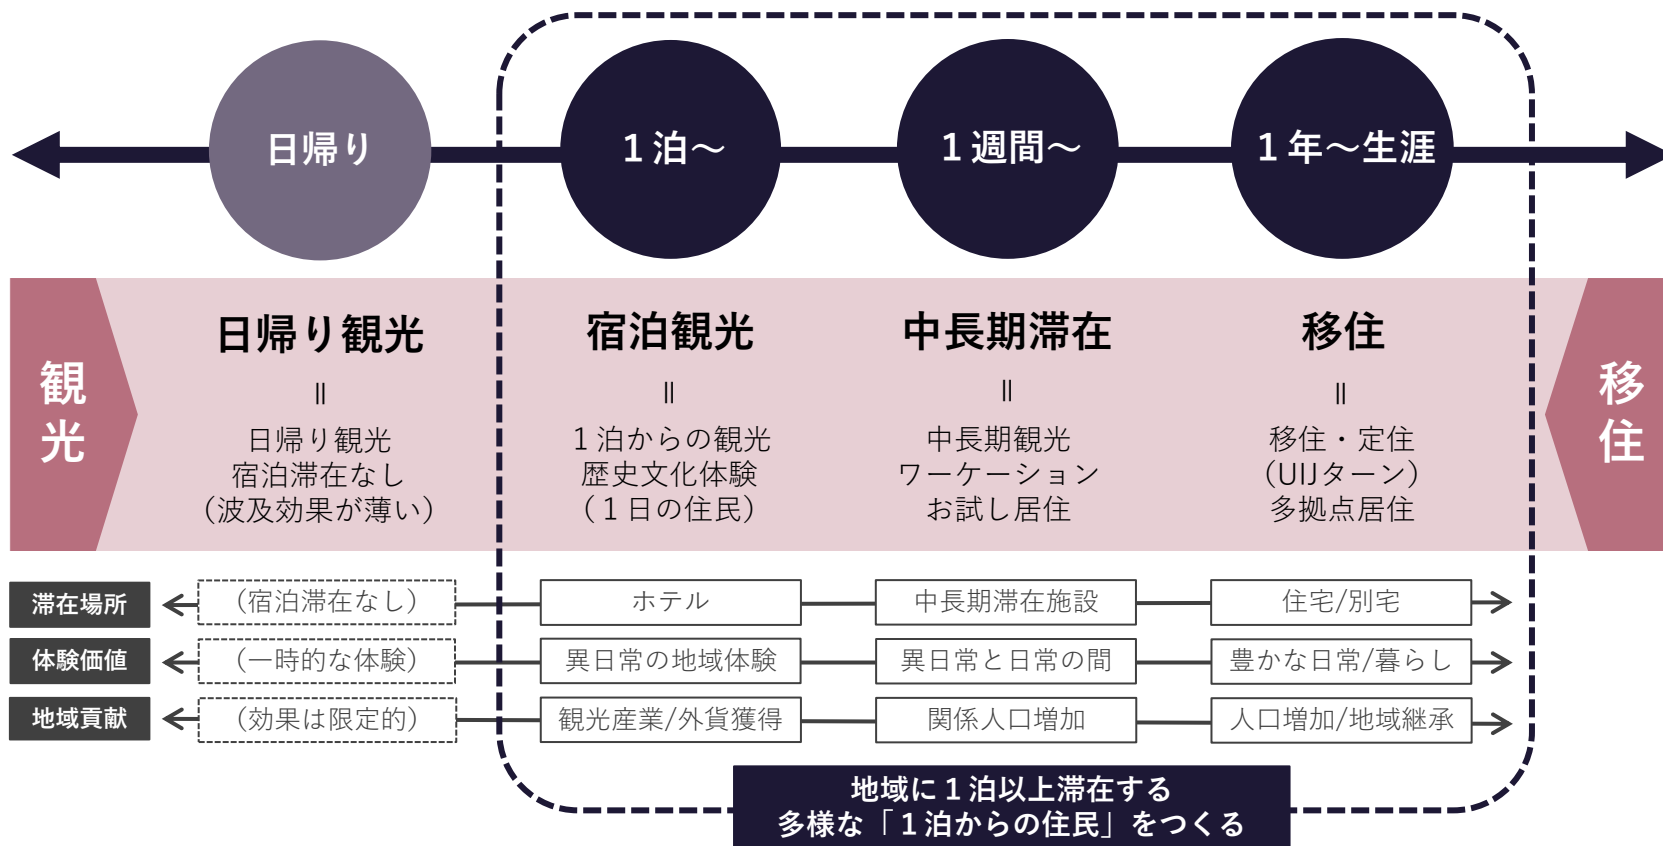 日帰り
1泊～
1週間～
1年～生涯
観光
日帰り観光
宿泊観光
中長期滞在
移住
移住
=
=
=
=
日帰り観光
宿泊滞在なし
(波及効果が薄い)
1泊からの観光
歴史文化体験
(1日の住民)
中長期観光
ワーケーション
お試し居住
移住・定住
(UIJターン)
多拠点居住
滞在場所
(宿泊滞在なし)
ホテル
中長期滞在施設
住宅/別宅
体験価値
(一時的な体験)
異日常の地域体験
異日常と日常の間
豊かな日常/暮らし
地域貢献
(効果は限定的)
観光産業/外貨獲得
関係人口増加
人口増加/地域継承
地域に1泊以上滞在する
多様な「1泊からの住民」をつくる